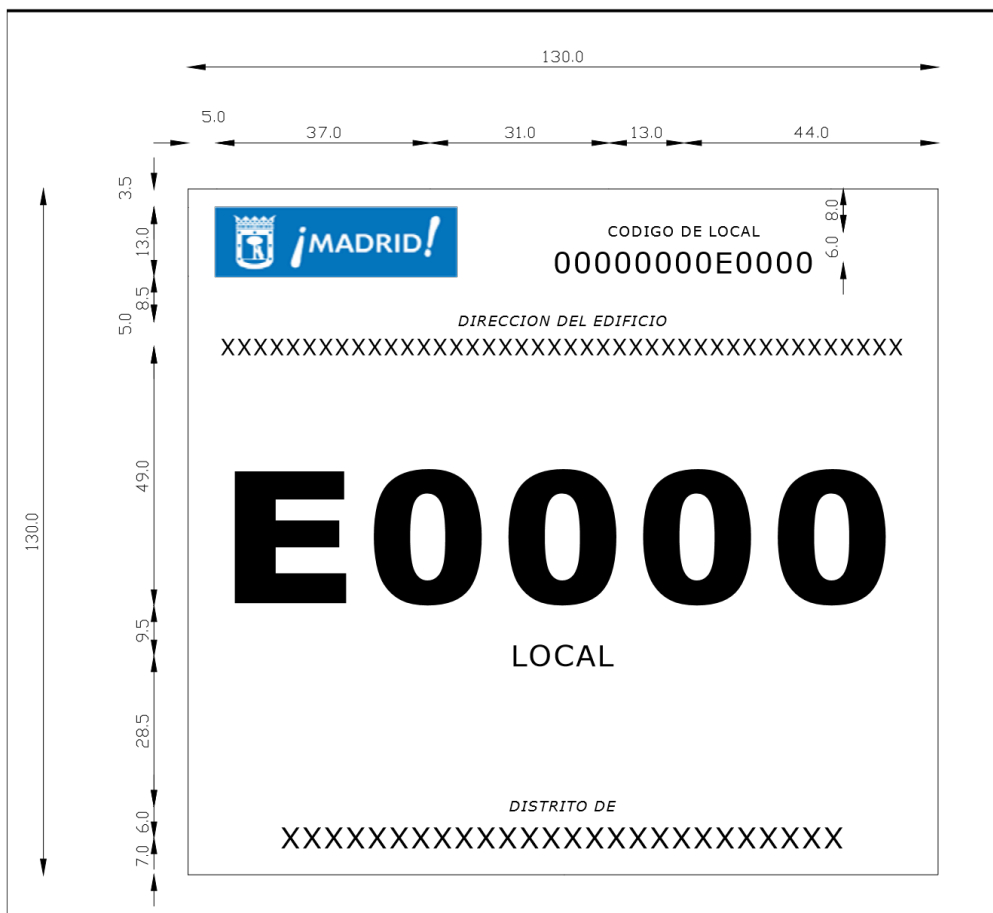 130.0
5.0
37.0 31.0 13.0 44.0
3.5
13.0
8.5
5.0
49.0
9.5
28.5
6.0
7.0
130.0
8.0
6.0
¡MADRID!
CODIGO DE LOCAL
00000000E0000
DIRECCION DEL EDIFICIO
XXXXXXXXXXXXXXXXXXXXXXXXXXXXXXXXXXXXXXXXXX
E0000
LOCAL
DISTRITO DE
XXXXXXXXXXXXXXXXXXXXXXXXXX